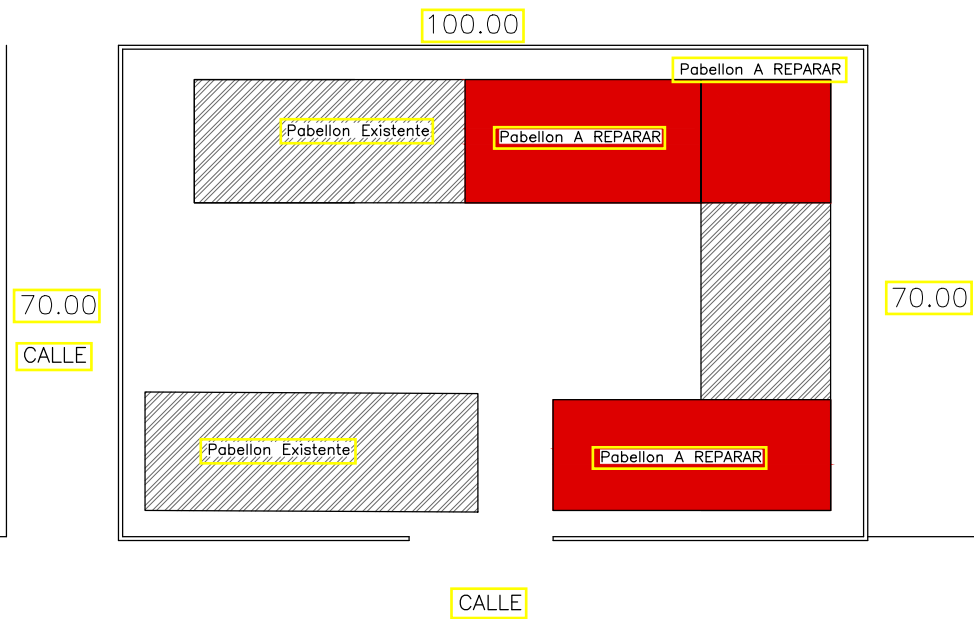 100.00
Pabellon A REPARAR
Pabellon Existente
Pabellon A REPARAR
70.00
70.00
CALLE
Pabellon Existente
Pabellon A REPARAR
CALLE